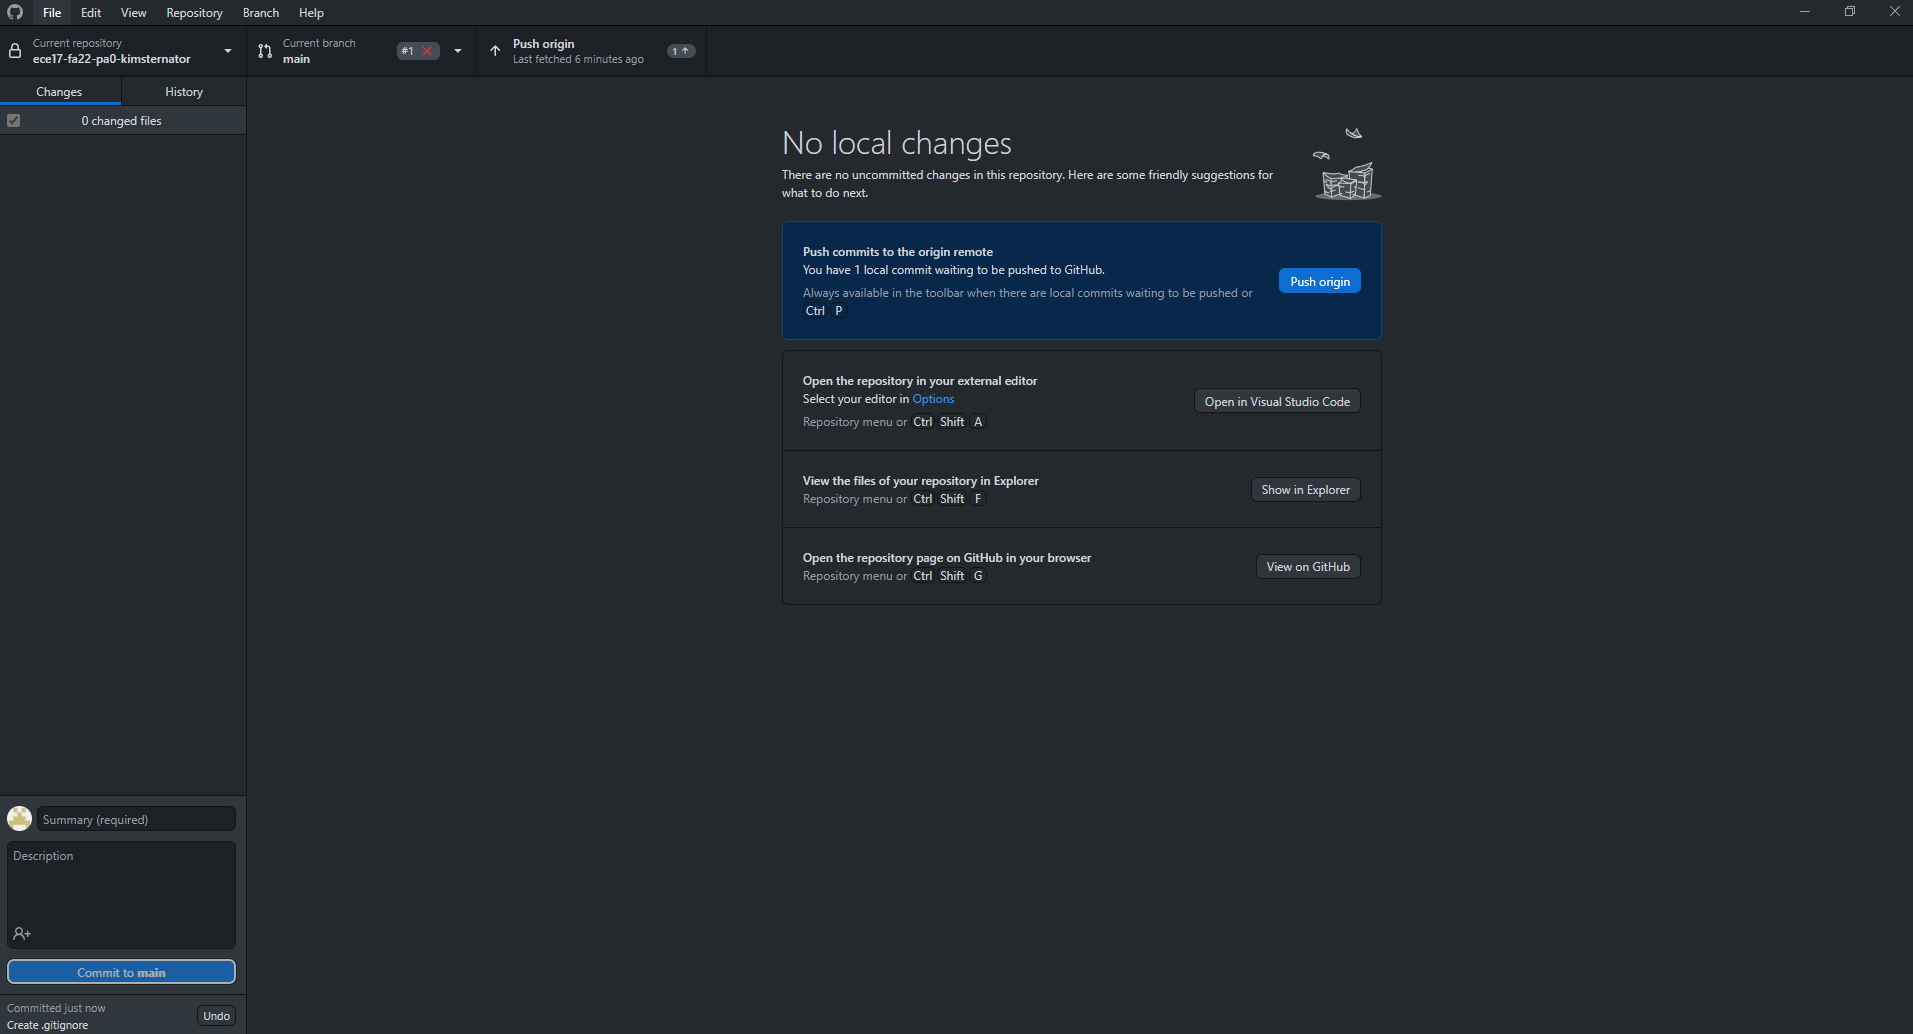 File Edit View Repository Branch Help
Current repository
ece17-fa22-pa0-kimsternator
Current branch
main
#1
Push origin
Last fetched 6 minutes ago
1
Changes
History
0 changed files
No local changes
There are no uncommitted changes in this repository. Here are some friendly suggestions for
what to do next.
Push commits to the origin remote
You have 1 local commit waiting to be pushed to GitHub.
Always available in the toolbar when there are local commits waiting to be pushed or
Ctrl P
Push origin
Open the repository in your external editor
Select your editor in Options
Repository menu or Ctrl Shift A
Open in Visual Studio Code
View the files of your repository in Explorer
Repository menu or Ctrl Shift F
Show in Explorer
Open the repository page on GitHub in your browser
Repository menu or Ctrl Shift G
View on GitHub
Summary (required)
Description
Commit to main
Committed just now
Create .gitignore
Undo